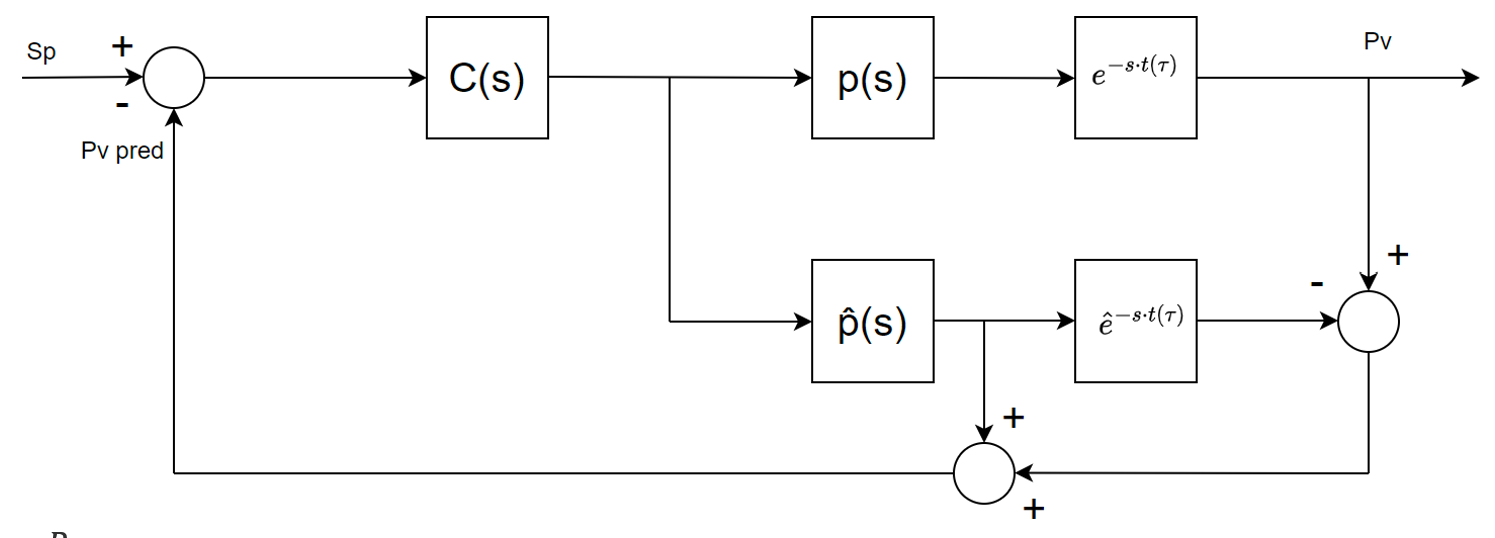 Sp
+
-
Pv pred
C(s)
p(s)
e^{-s·t(τ)}
Pv
+
-
p̂(s)
ê^{-s·t(τ)}
+
+